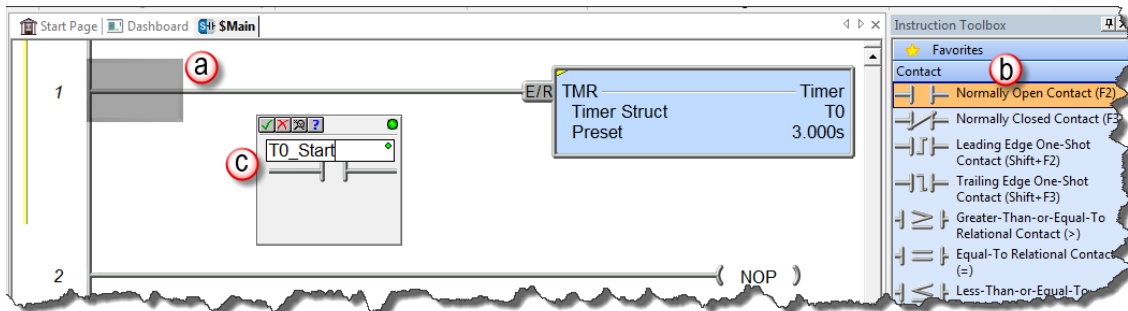 Start Page
Dashboard
$Main
Instruction Toolbox
Favorites
Contact
a
b
1
E/R
TMR
Timer
Timer Struct
T0
Preset
3.000s
?
T0_Start
c
Normally Open Contact (F2)
Normally Closed Contact (F3
Leading Edge One-Shot
Contact (Shift+F2)
Trailing Edge One-Shot
Contact (Shift+F3)
Greater-Than-or-Equal-To
Relational Contact (>)
Equal-To Relational Contact
(=)
Less-Than-or-Equal-To
2
NOP